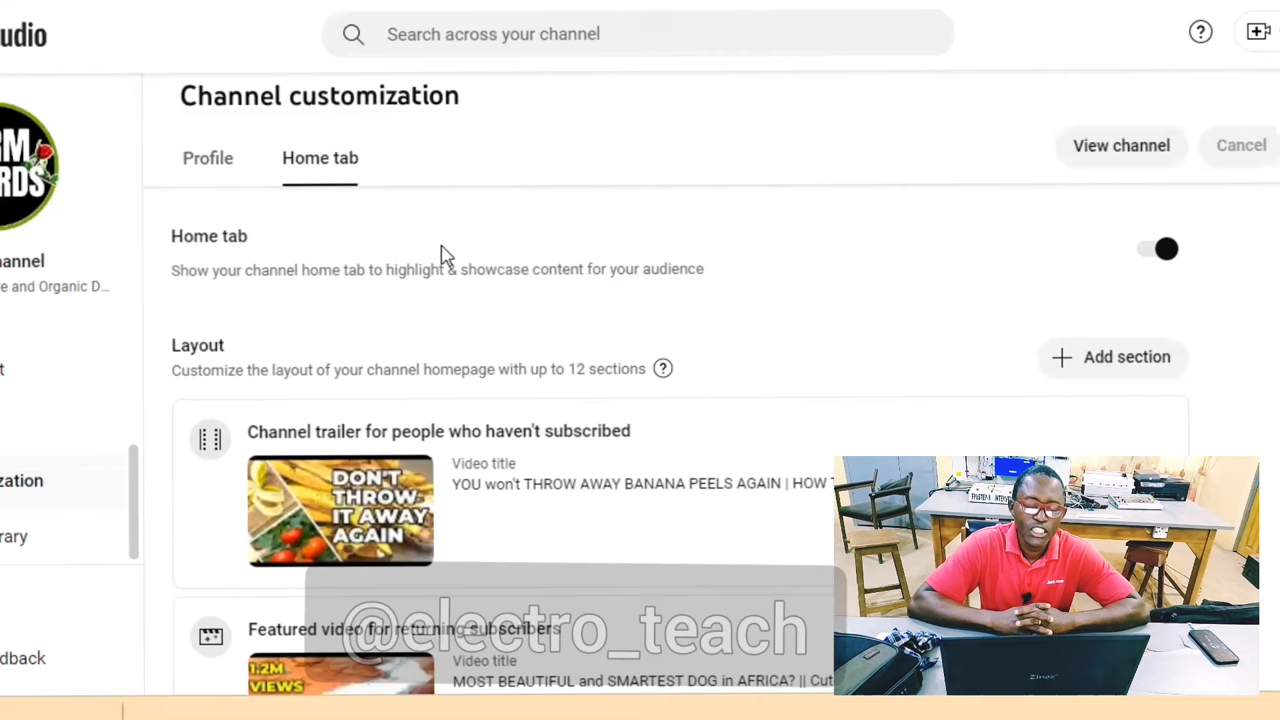 udio
Search across your channel
Channel customization
Profile
Home tab
View channel
Cancel
RM
RDS
annel
e and Organic D...
Home tab
Show your channel home tab to highlight & showcase content for your audience
Layout
Customize the layout of your channel homepage with up to 12 sections
Add section
t
zation
rary
dback
Channel trailer for people who haven't subscribed
DON'T
THROW
IT AWAY
AGAIN
Video title
YOU won't THROW AWAY BANANA PEELS AGAIN | HOW T
Featured video for returning subscribers
@electro_teach
1.2M
VIEWS
Video title
MOST BEAUTIFUL and SMARTEST DOG in AFRICA? || Cut